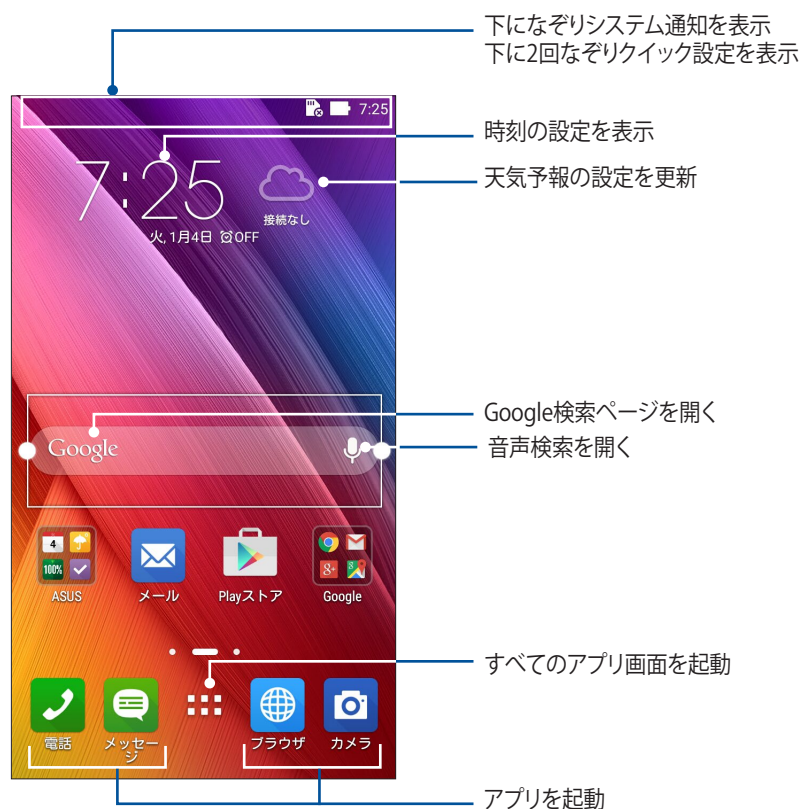 下になぞりシステム通知を表示
下に2回なぞりクイック設定を表示
7:25
時刻の設定を表示
7:25
天気予報の設定を更新
接続なし
火, 1月4日 OFF
Google検索ページを開く
Google
音声検索を開く
4
100%
8+
8
ASUS
メール
Playストア
Google
すべてのアプリ画面を起動
電話
メッセー
ジ
ブラウザ
カメラ
アプリを起動